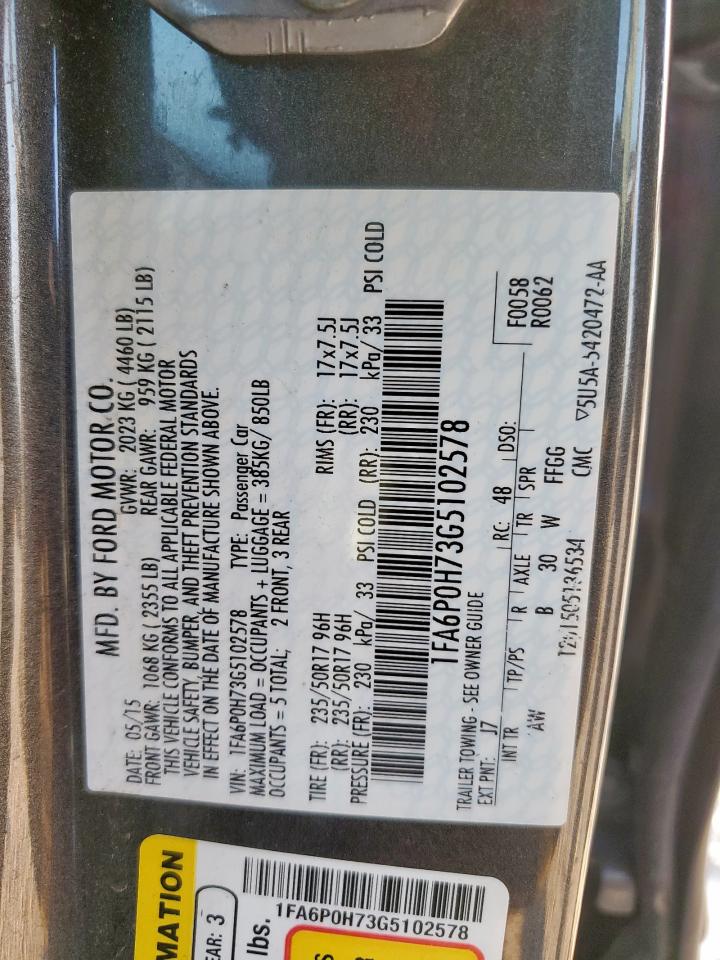 MFD. BY FORD MOTOR CO.
DATE: 05/15 GVWR: 2023 KG ( 4460 LB)
FRONT GAWR: 1068 KG ( 2355 LB) REAR GAWR: 959 KG ( 2115 LB)
THIS VEHICLE CONFORMS TO ALL APPLICABLE FEDERAL MOTOR
VEHICLE SAFETY, BUMPER, AND THEFT PREVENTION STANDARDS
IN EFFECT ON THE DATE OF MANUFACTURE SHOWN ABOVE.
VIN: 1FA6P0H73G5102578 TYPE: Passenger Car
MAXIMUM LOAD = OCCUPANTS + LUGGAGE = 385KG/ 850LB
OCCUPANTS = 5 TOTAL; 2 FRONT, 3 REAR
TIRE (FR): 235/50R17 96H RIMS (FR): 17x7.5J
(RR): 235/50R17 96H (RR): 17x7.5J
PRESSURE (FR): 230 kPa/ 33 PSI COLD (RR): 230 kPa/ 33 PSI COLD
1FA6P0H73G5102578
TRAILER TOWING - SEE OWNER GUIDE
EXT PNT: J7 RC: 48 DSO: F0058
R0062
INT TR TP/PS R AXLE TR SPR
AW B 30 W FFGG
CMC ▽5U5A-5420472-AA
MATION
EAR: 3
lbs.
1FA6P0H73G5102578